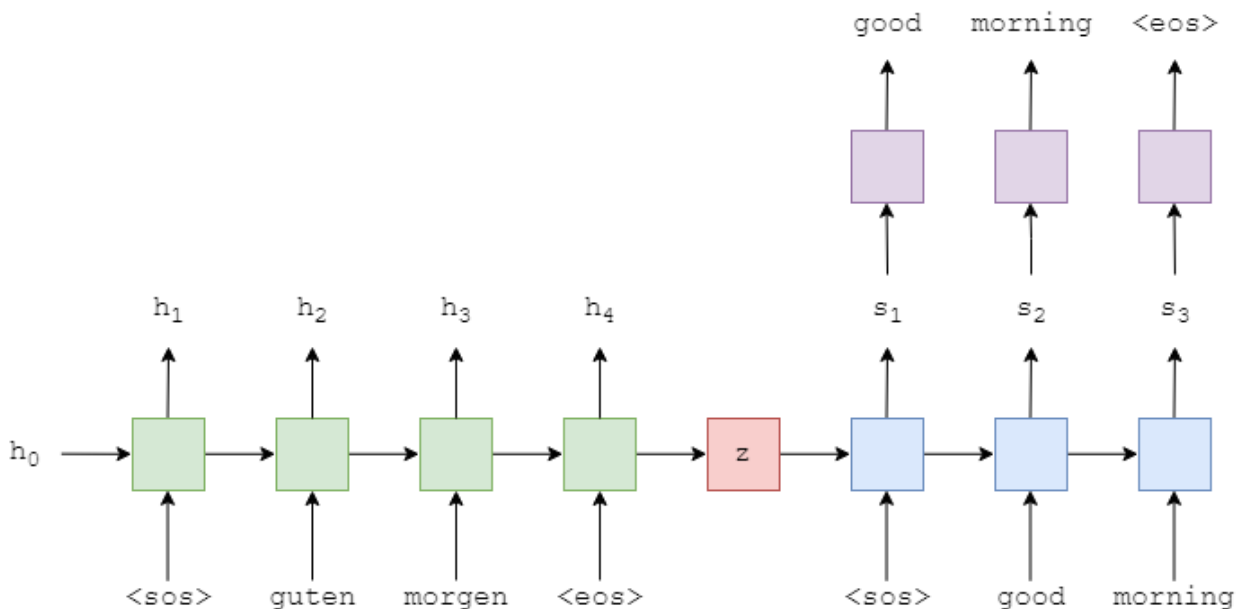 good morning <eos>
h₁ h₂ h₃ h₄ s₁ s₂ s₃
h₀ z
<sos> guten morgen <eos> <sos> good morning